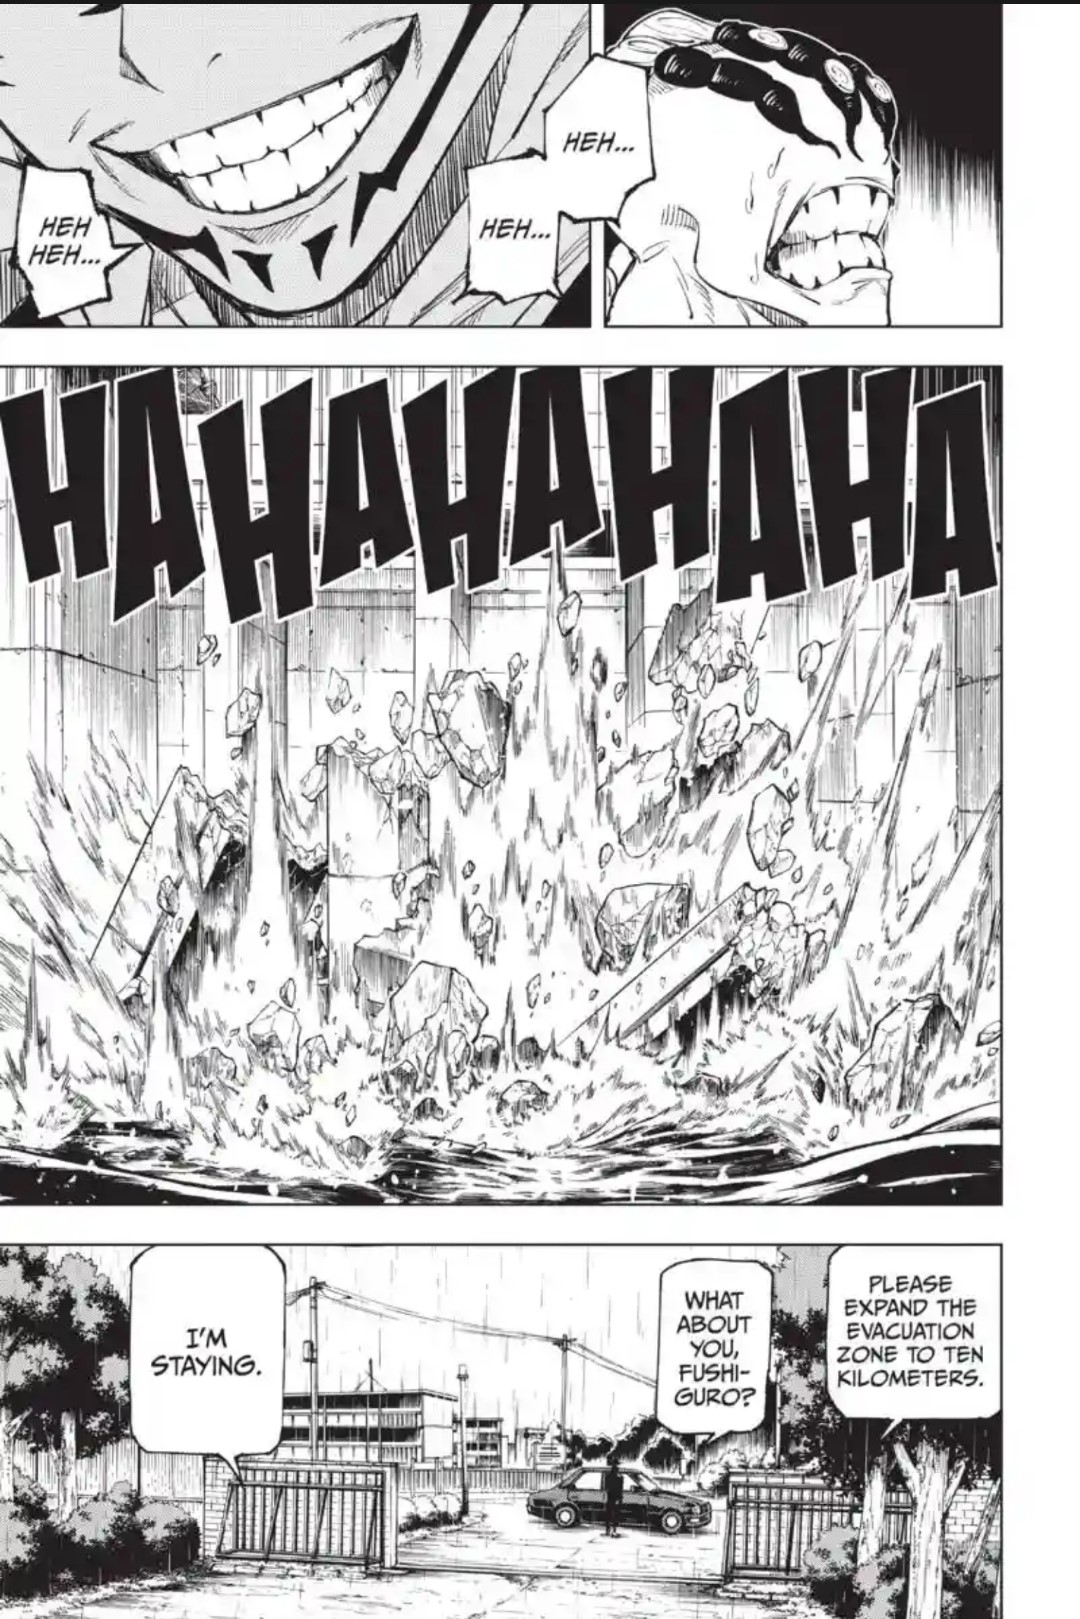 HEH...
HEH...
HEH
HEH...
HAHAHAHAHA
PLEASE
EXPAND THE
EVACUATION
ZONE TO TEN
KILOMETERS.
WHAT
ABOUT
YOU,
FUSHI-
GURO?
I'M
STAYING.